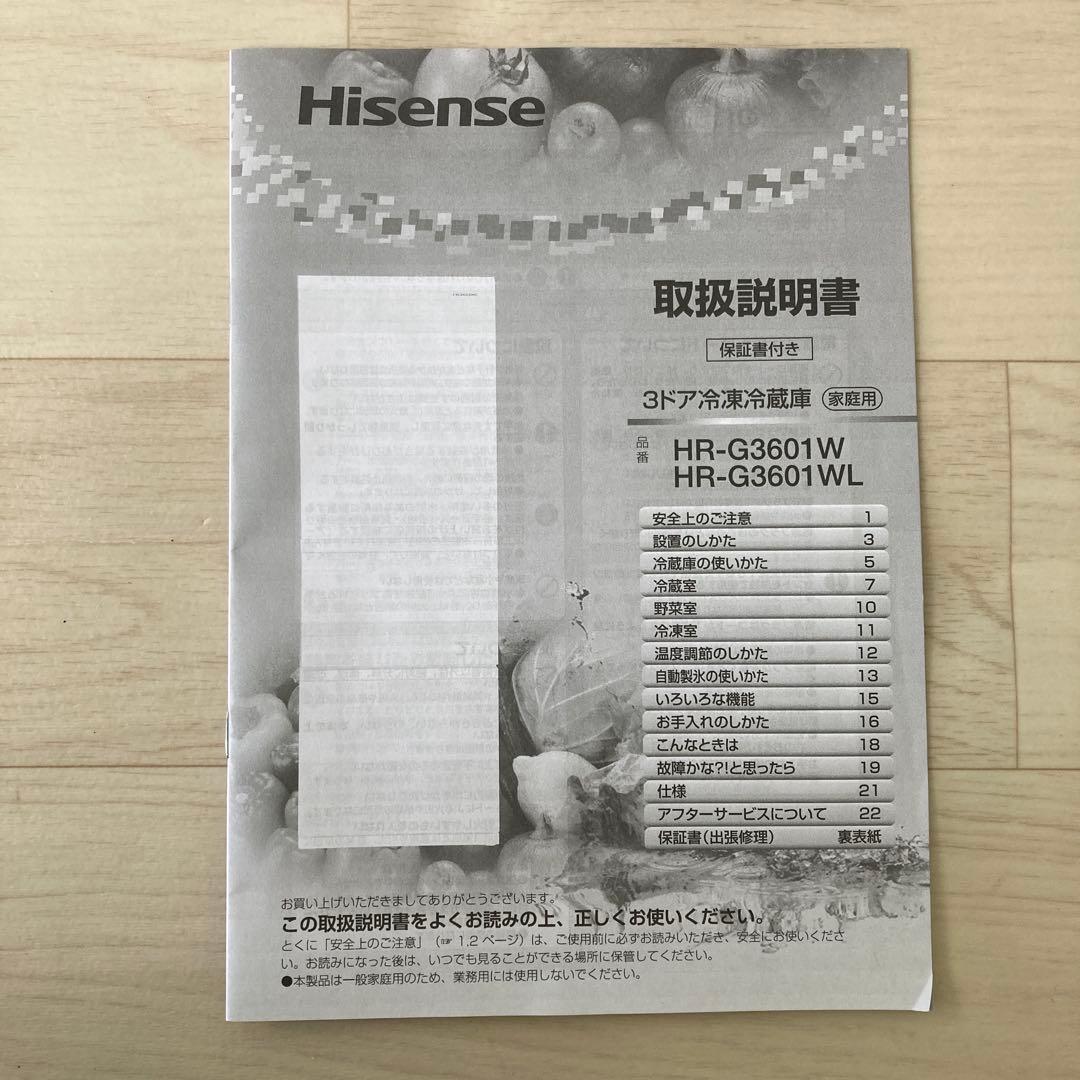 Hisense
取扱説明書
保証書付き
3ドア冷凍冷蔵庫 家庭用
品番 HR-G3601W
HR-G3601WL
安全上のご注意 1
設置のしかた 3
冷蔵庫の使いかた 5
冷蔵室 7
野菜室 10
冷凍室 11
温度調節のしかた 12
自動製氷の使いかた 13
いろいろな機能 15
お手入れのしかた 16
こんなときは 18
故障かな?!と思ったら 19
仕様 21
アフターサービスについて 22
保証書(出張修理) 裏表紙
お買い上げいただきましてありがとうございます。
この取扱説明書をよくお読みの上、正しくお使いください。
とくに「安全上のご注意」(☞ 1.2 ページ)は、ご使用前に必ずお読みいただき、安全にお使いくださ
い。お読みになった後は、いつでも見ることができる場所に保管してください。
●本製品は一般家庭用のため、業務用には使用しないでください。